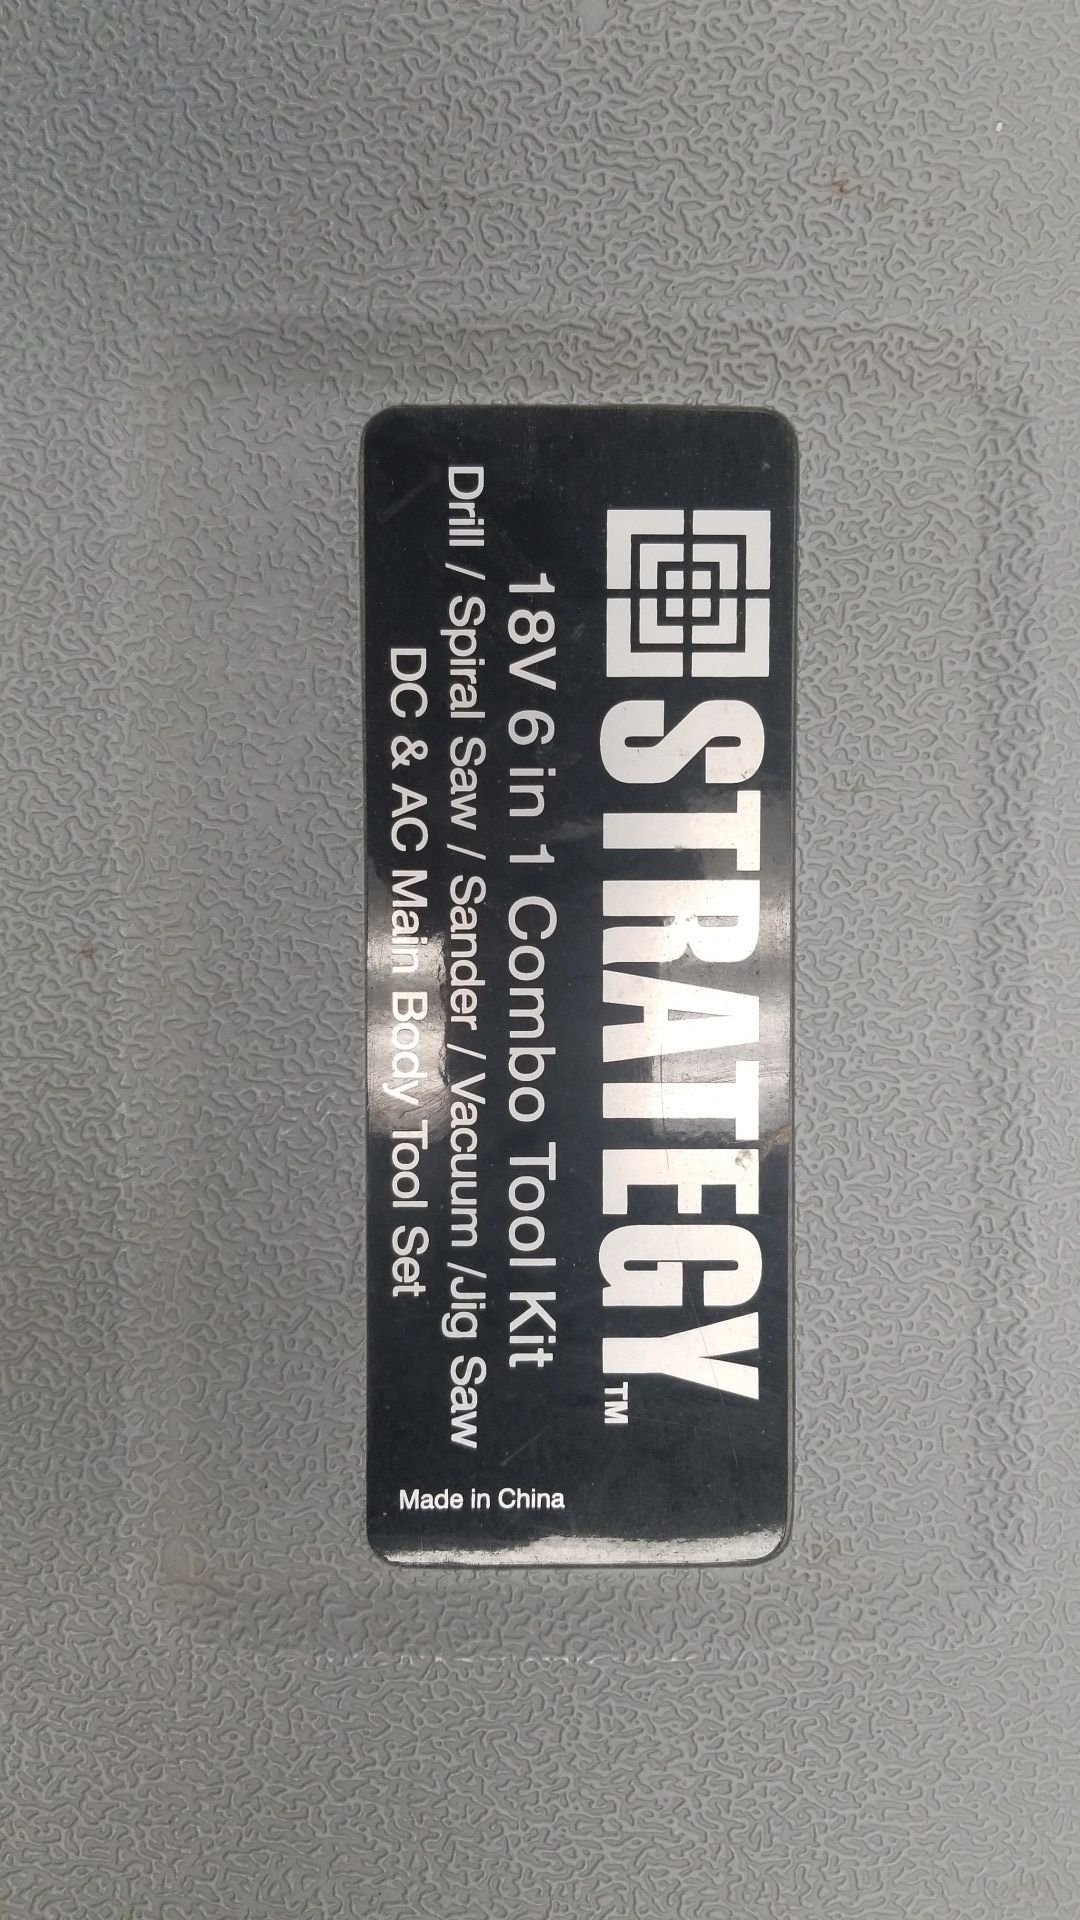 STRATEGY™
18V 6 in 1 Combo Tool Kit
Drill / Spiral Saw / Sander / Vacuum /Jig Saw
DC & AC Main Body Tool Set
Made in China